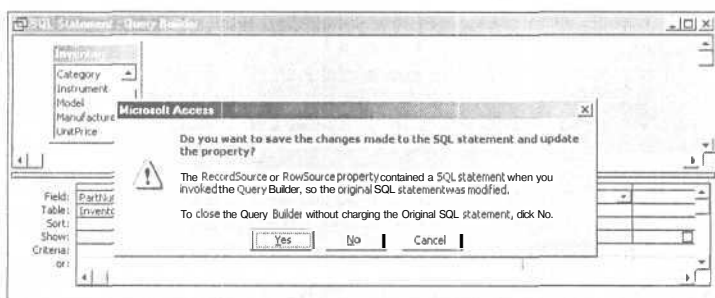 SQL Statement : Query Builder
Inventory
Category
Instrument
Model
Manufacture
UnitPrice
Microsoft Access
Do you want to save the changes made to the SQL statement and update
the property?
The RecordSource or RowSource property contained a SQL statement when you
invoked the Query Builder, so the original SQL statement was modified.
To close the Query Builder without charging the Original SQL statement, dick No.
Yes No Cancel
Field: PartNu
Table: Invento
Sort:
Show:
Criteria:
or: